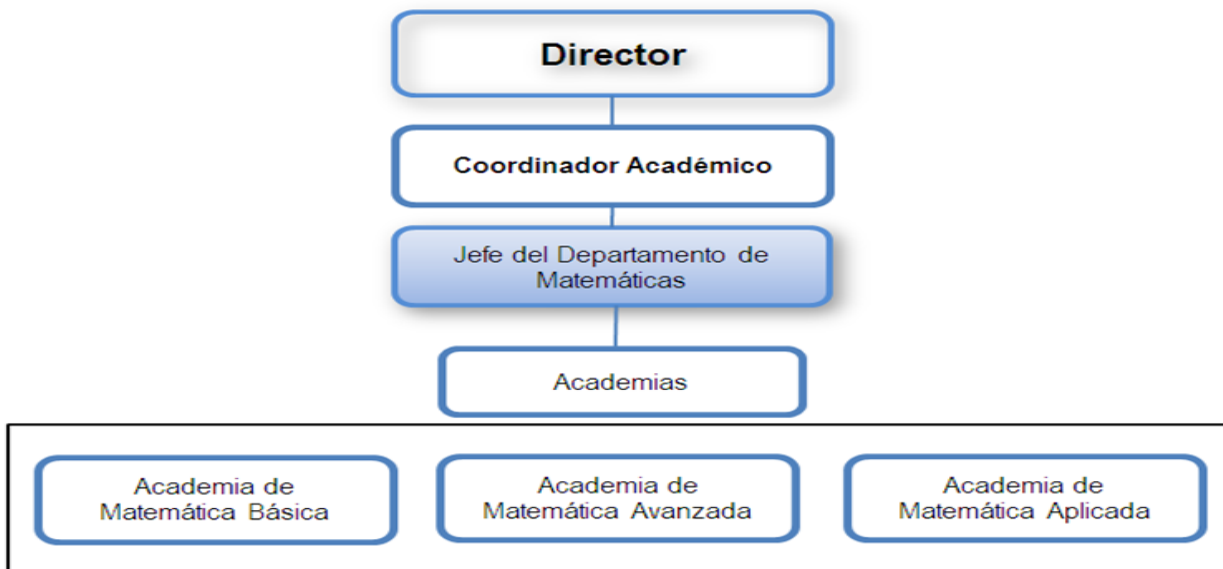 Director
Coordinador Académico
Jefe del Departamento de
Matemáticas
Academias
Academia de
Matemática Básica
Academia de
Matemática Avanzada
Academia de
Matemática Aplicada